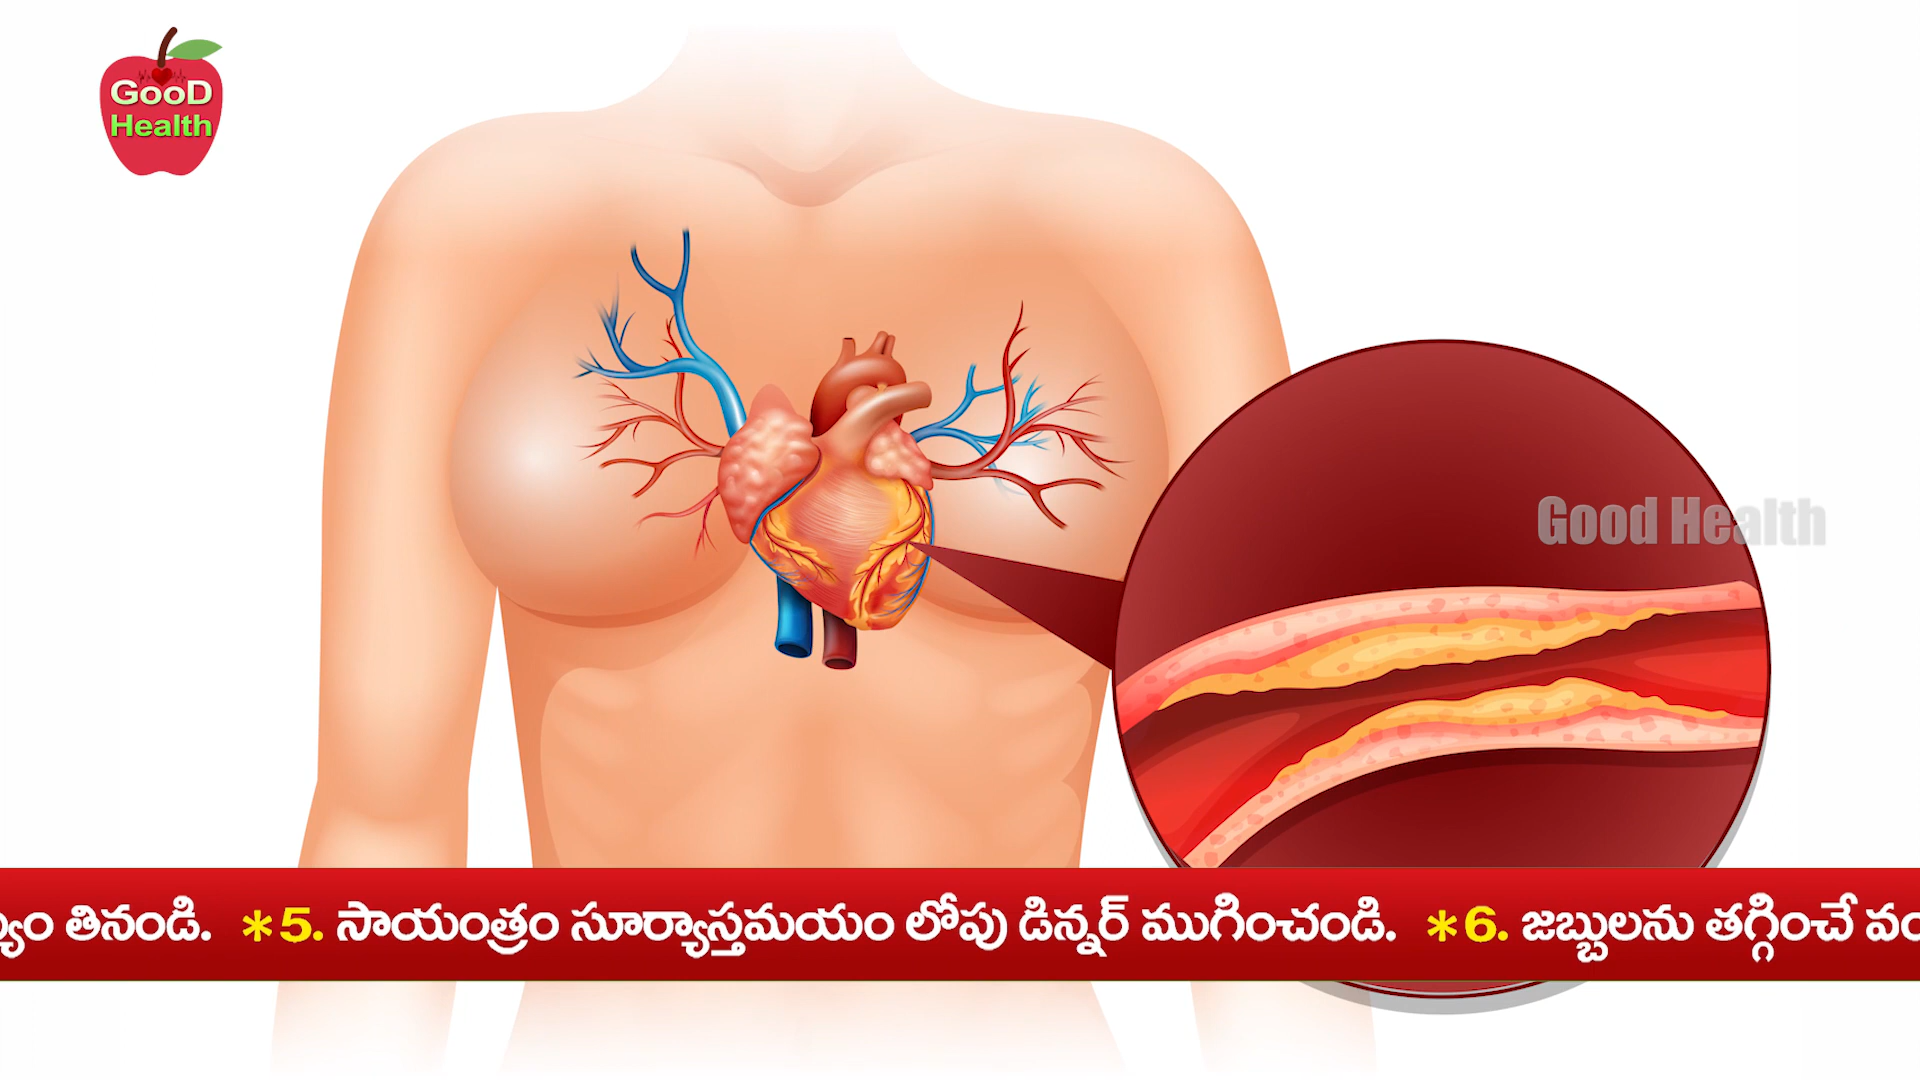 GooD
Health
Good Health
తినండి. *5. సాయంత్రం సూర్యాస్తమయం లోపు డిన్నర్ ముగించండి. *6. జబ్బులను తగ్గించే